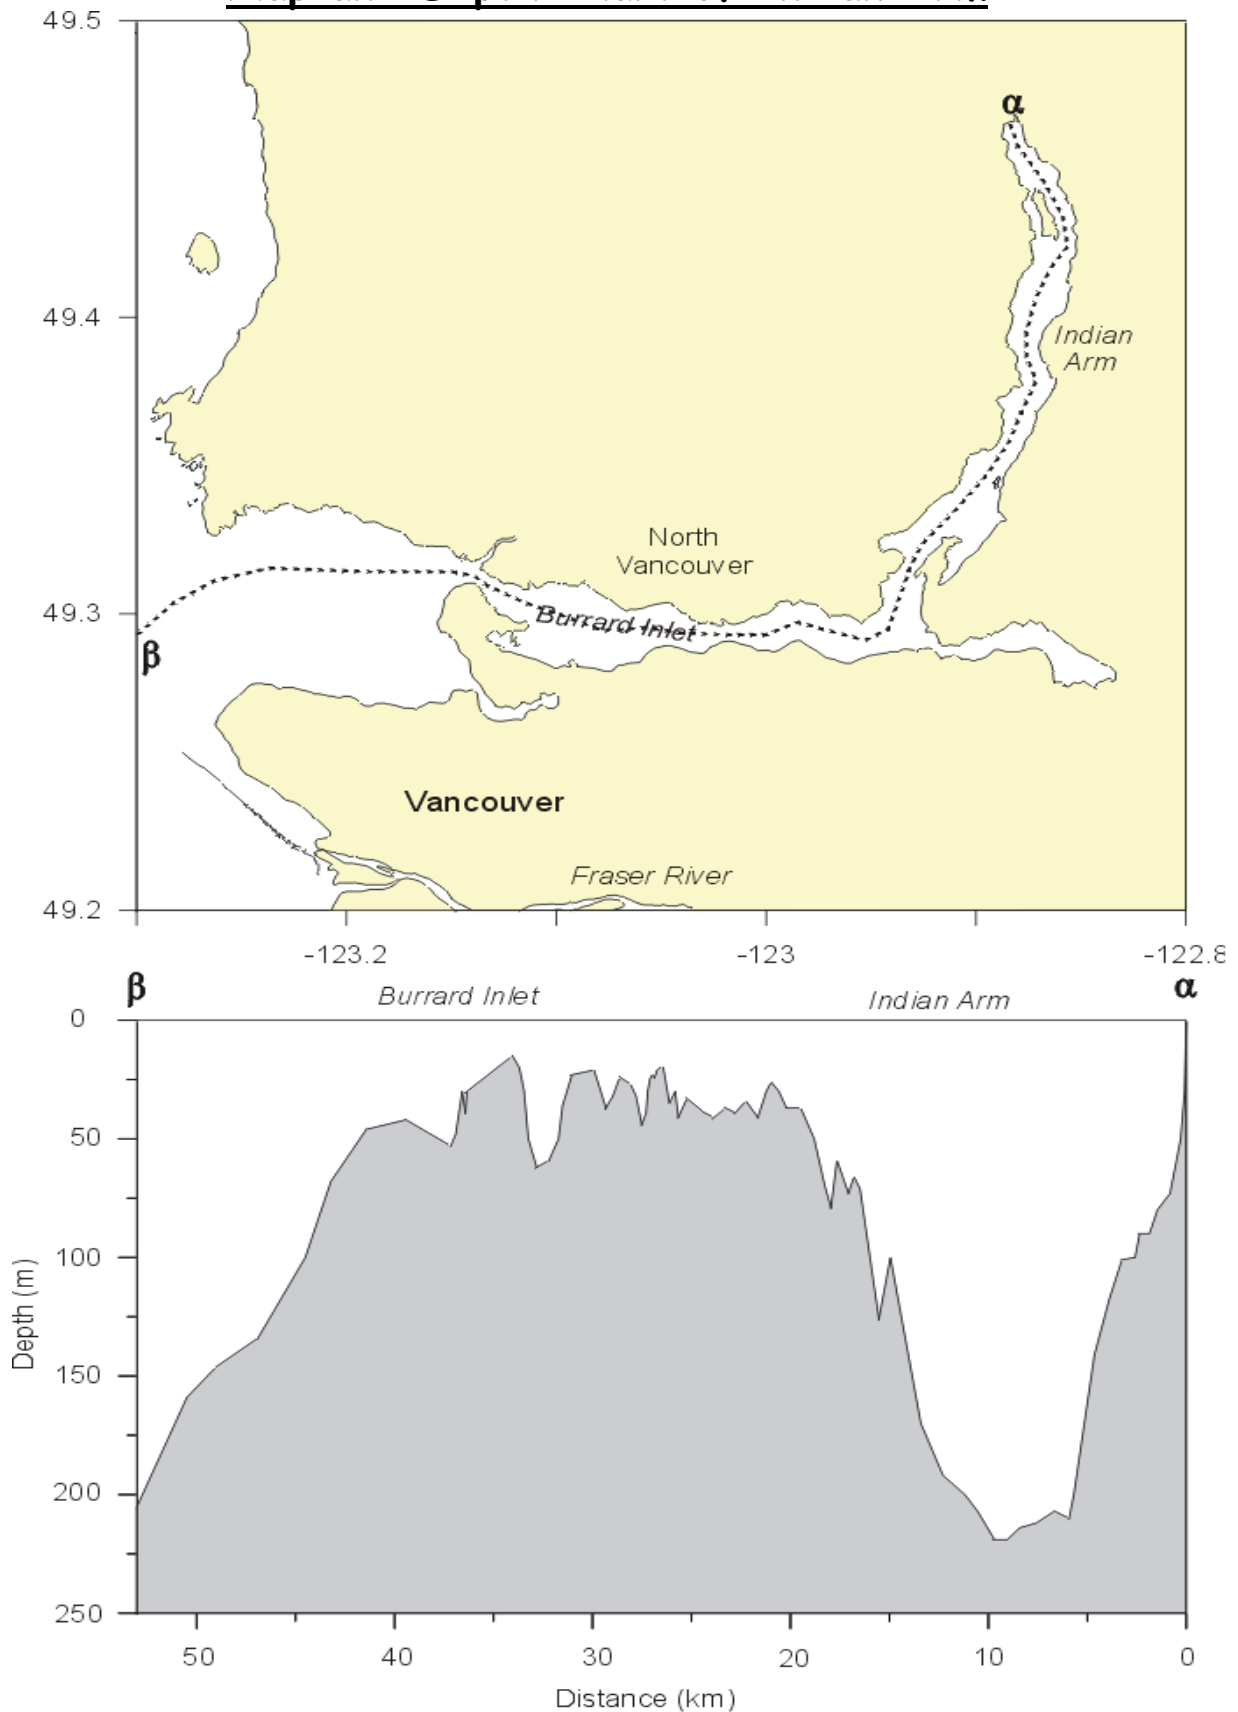 49.5
α
49.4
Indian
Arm
North
Vancouver
49.3
Burrard Inlet
β
Vancouver
Fraser River
49.2
-123.2
-123
-122.8
β
Burrard Inlet
Indian Arm
α
0
50
100
150
200
250
Depth (m)
50
40
30
20
10
0
Distance (km)